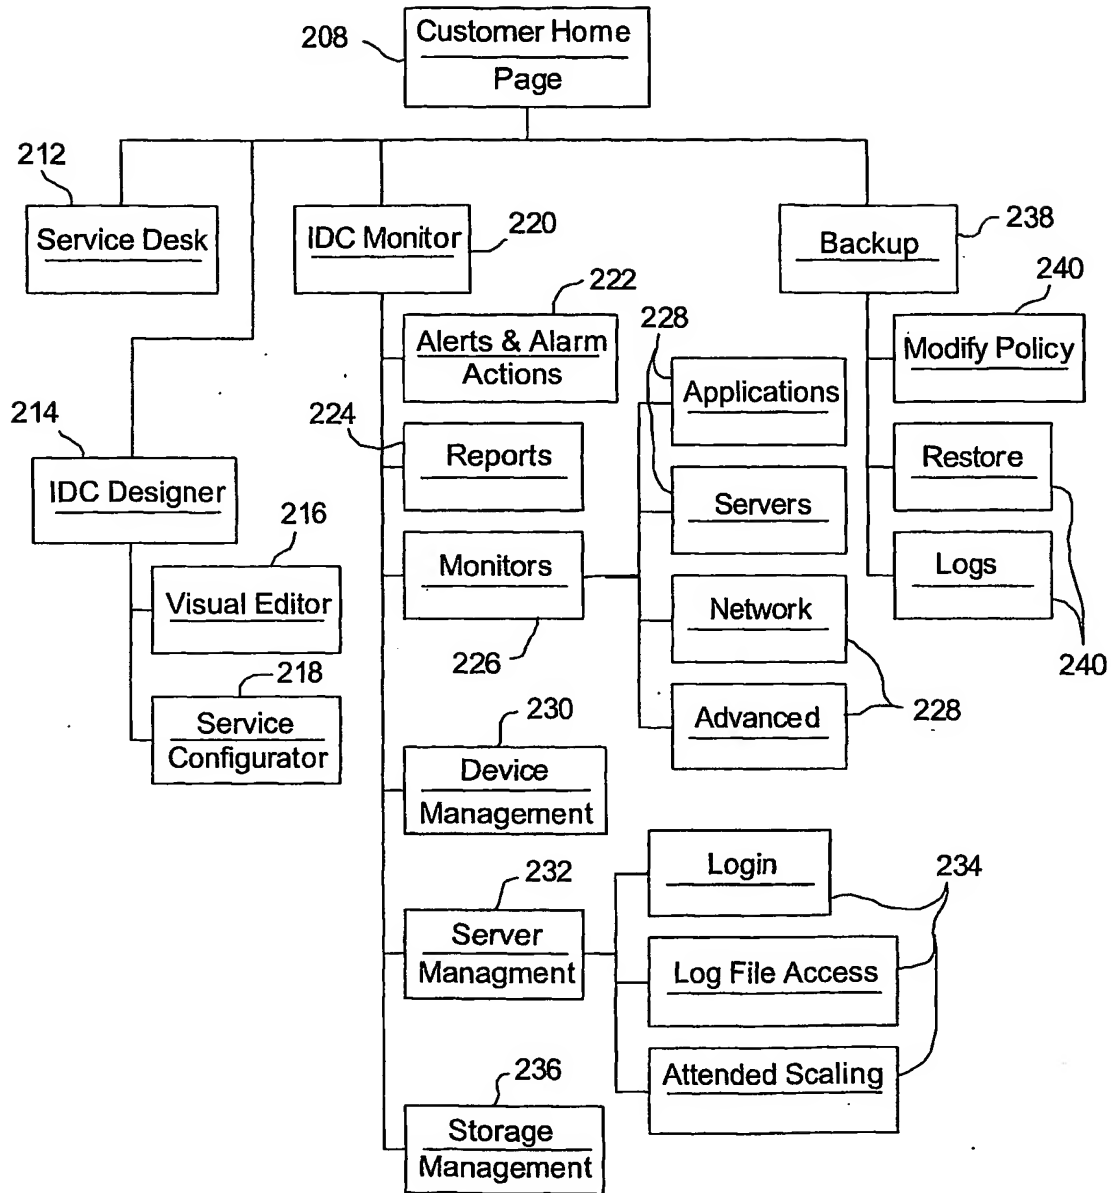 208
Customer Home
Page
212
Service Desk
IDC Monitor
220
Backup
238
222
Alerts & Alarm
Actions
228
Applications
240
Modify Policy
214
IDC Designer
224
Reports
Servers
Restore
216
Visual Editor
Monitors
226
Network
Logs
240
218
Service
Configurator
230
Device
Management
Advanced
228
232
Server
Managment
Login
234
Log File Access
Attended Scaling
236
Storage
Management